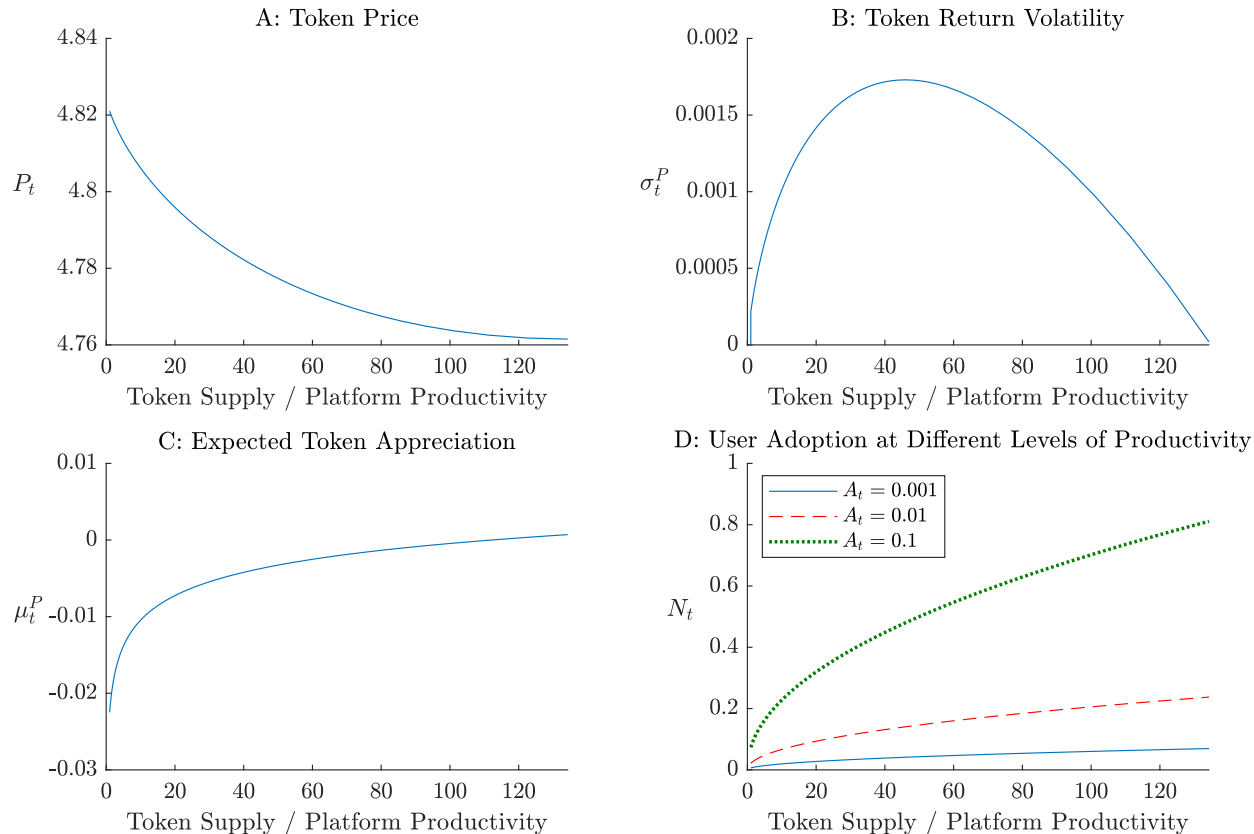 A: Token Price
4.84
4.82
4.8
4.78
4.76
P_t
0 20 40 60 80 100 120
Token Supply / Platform Productivity
B: Token Return Volatility
0.002
0.0015
0.001
0.0005
0
σ_t^P
0 20 40 60 80 100 120
Token Supply / Platform Productivity
C: Expected Token Appreciation
0.01
0
-0.01
-0.02
-0.03
μ_t^P
0 20 40 60 80 100 120
Token Supply / Platform Productivity
D: User Adoption at Different Levels of Productivity
1
0.8
0.6
0.4
0.2
0
N_t
A_t = 0.001
A_t = 0.01
A_t = 0.1
0 20 40 60 80 100 120
Token Supply / Platform Productivity